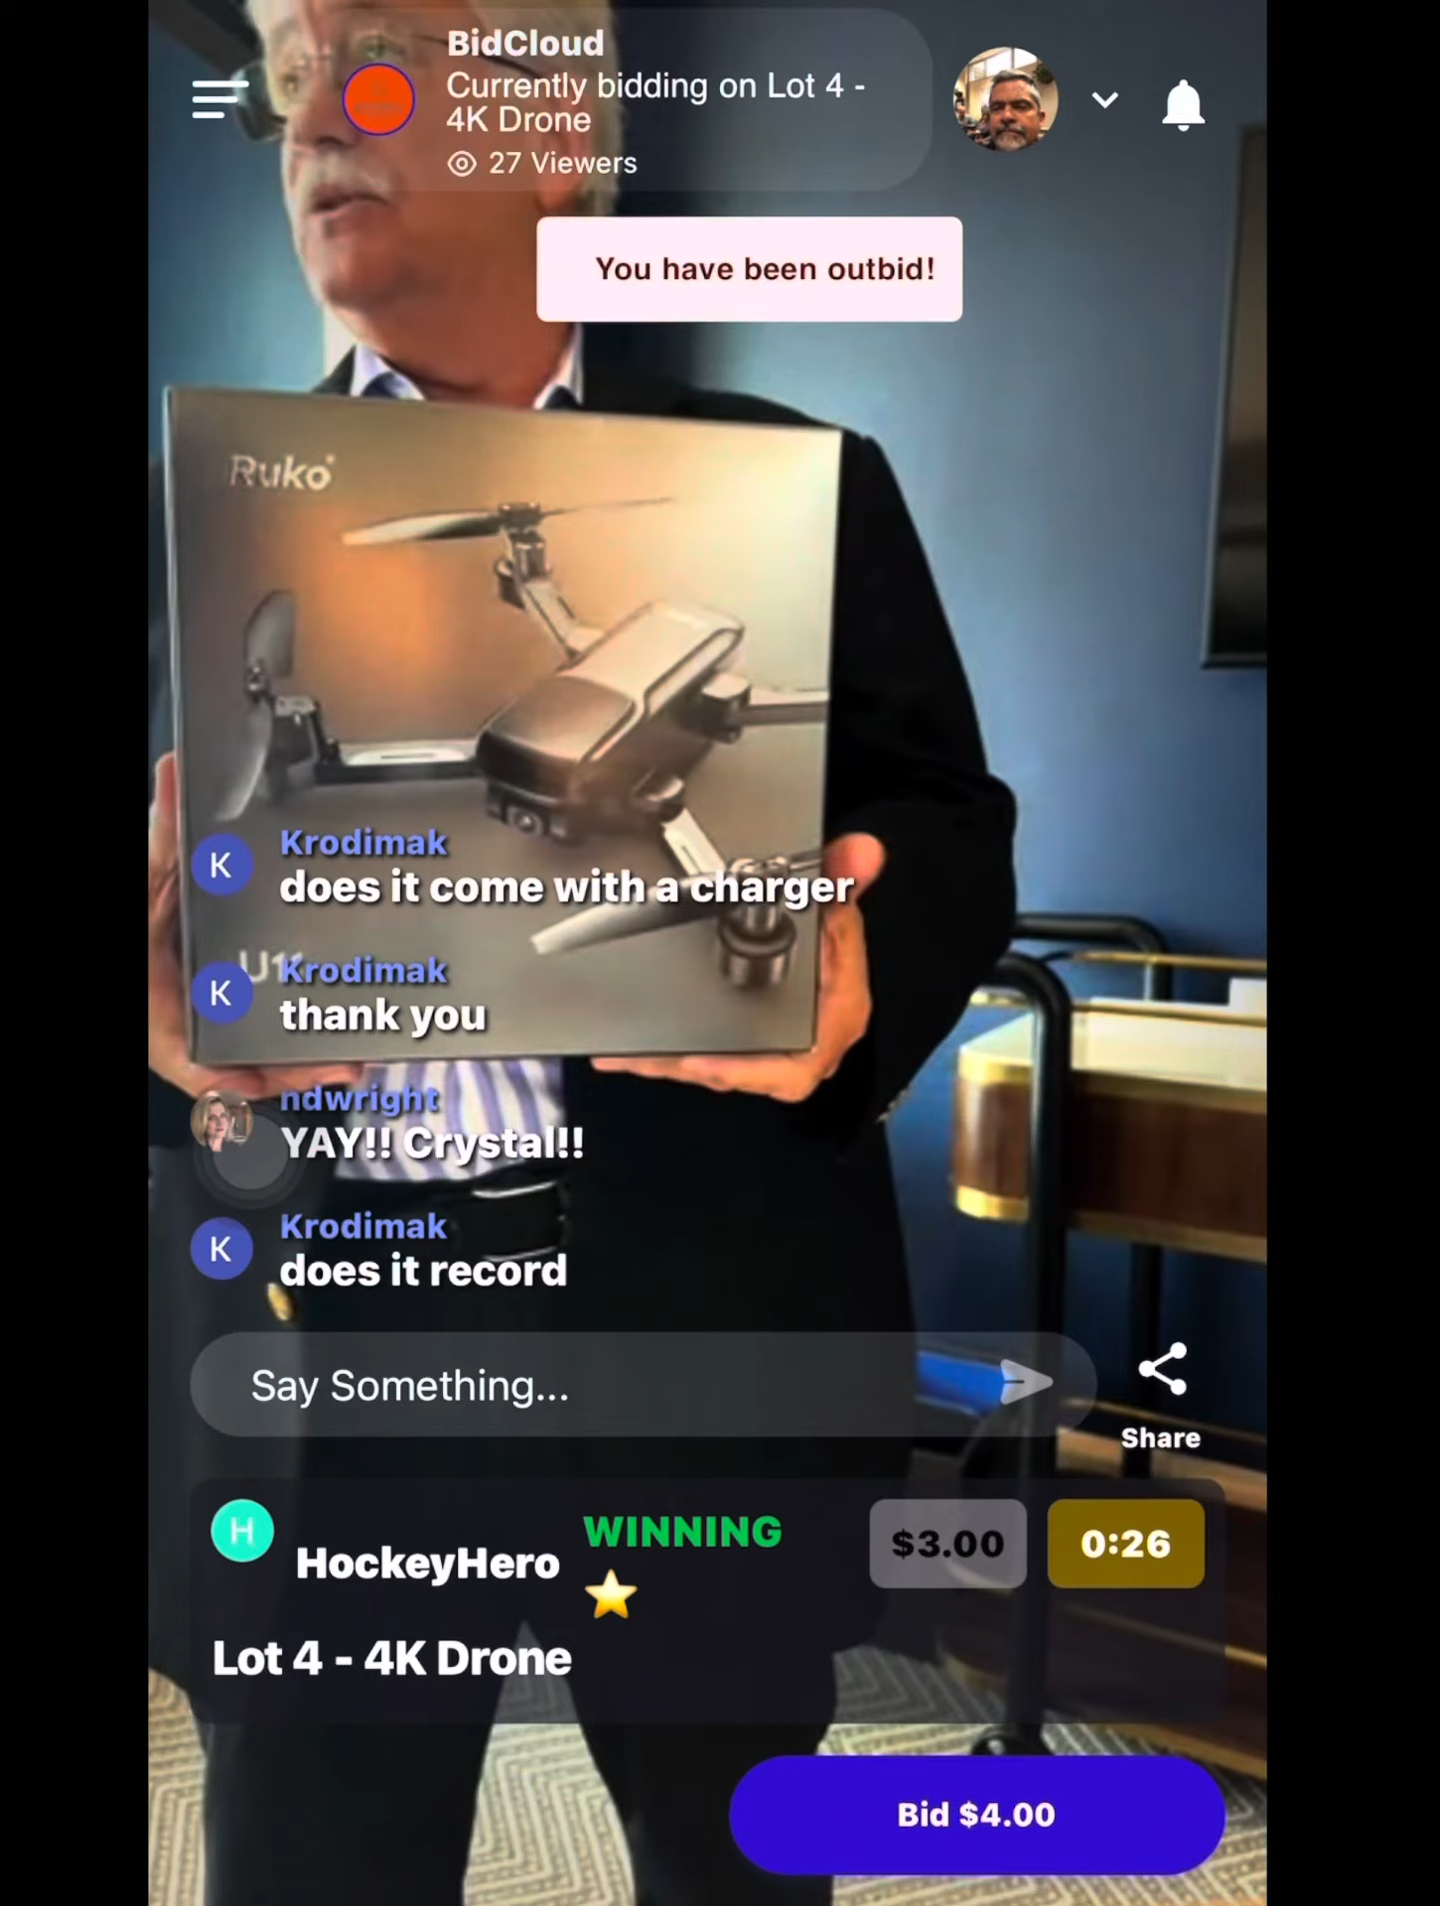 BidCloud
Currently bidding on Lot 4 -
4K Drone
27 Viewers
You have been outbid!
Ruko
K
Krodimak
does it come with a charger
U11
K
Krodimak
thank you
ndwright
YAY!! Crystal!!
K
Krodimak
does it record
Say Something...
Share
H
HockeyHero
WINNING
$3.00
0:26
Lot 4 - 4K Drone
Bid $4.00